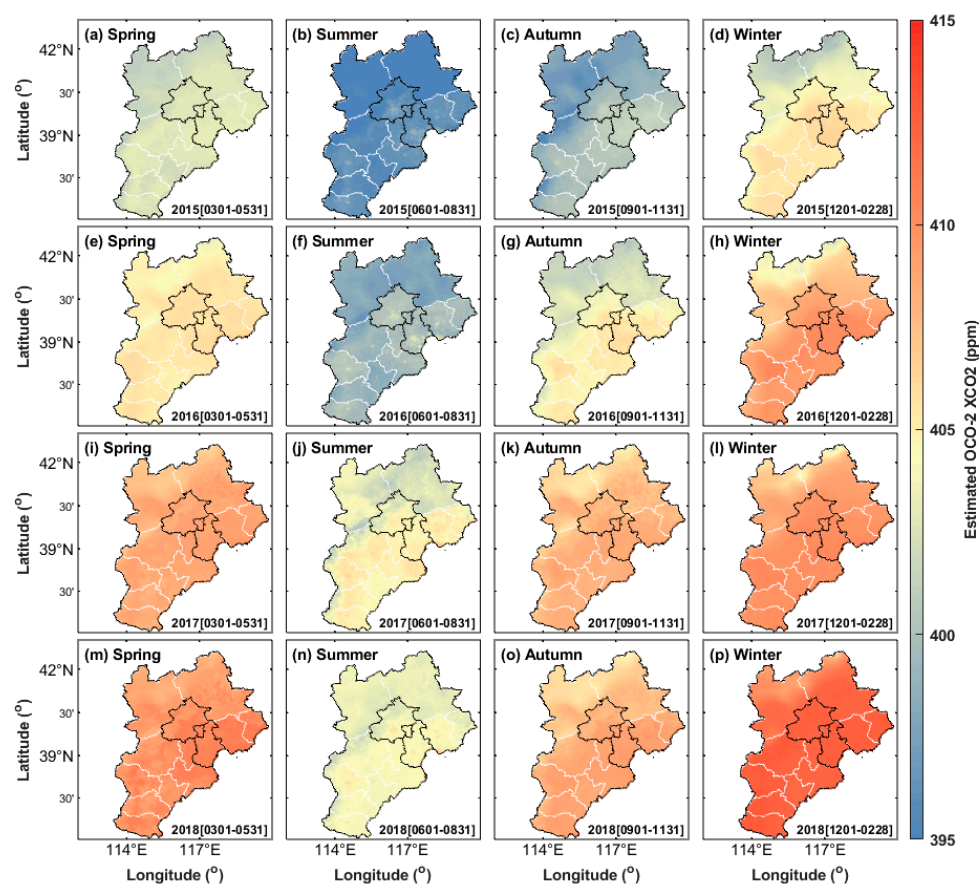 (a) Spring
(b) Summer
(c) Autumn
(d) Winter
415
42°N
30'
39°N
30'
Latitude (°)
2015[0301-0531]
2015[0601-0831]
2015[0901-1131]
2015[1201-0228]
410
(e) Spring
(f) Summer
(g) Autumn
(h) Winter
42°N
30'
39°N
30'
Latitude (°)
2016[0301-0531]
2016[0601-0831]
2016[0901-1131]
2016[1201-0228]
405
Estimated OCO-2 XCO2 (ppm)
(i) Spring
(j) Summer
(k) Autumn
(l) Winter
42°N
30'
39°N
30'
Latitude (°)
2017[0301-0531]
2017[0601-0831]
2017[0901-1131]
2017[1201-0228]
400
(m) Spring
(n) Summer
(o) Autumn
(p) Winter
42°N
30'
39°N
30'
Latitude (°)
2018[0301-0531]
2018[0601-0831]
2018[0901-1131]
2018[1201-0228]
395
114°E 117°E
114°E 117°E
114°E 117°E
114°E 117°E
Longitude (°)
Longitude (°)
Longitude (°)
Longitude (°)